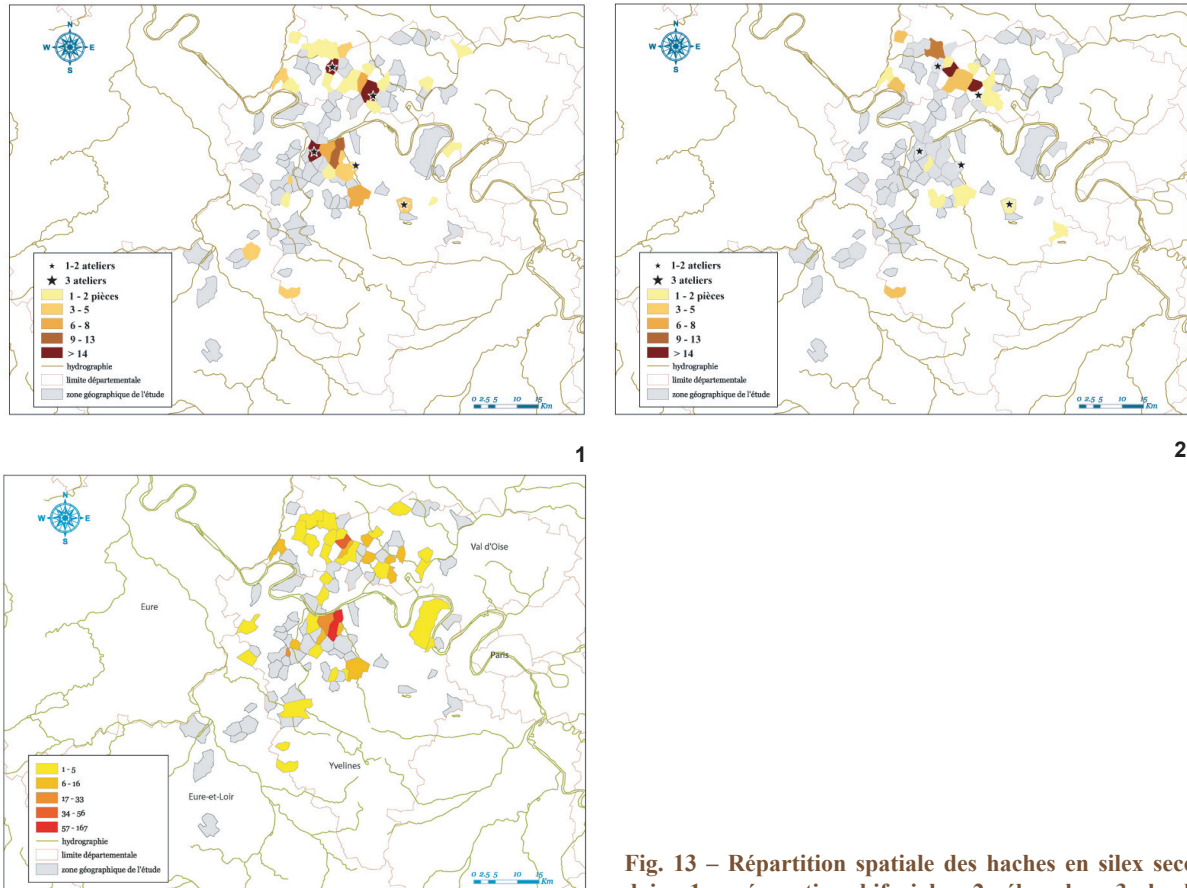 N
W E
S
1-2 ateliers
3 ateliers
1 - 2 pièces
3 - 5
6 - 8
9 - 13
> 14
hydrographie
limite départementale
zone géographique de l'étude
0 2.5 5 10 15
Km
1
N
W E
S
1-2 ateliers
3 ateliers
1 - 2 pièces
3 - 5
6 - 8
9 - 13
> 14
hydrographie
limite départementale
zone géographique de l'étude
0 2.5 5 10 15
Km
2
N
W E
S
Val d'Oise
Eure
Paris
Yvelines
Eure-et-Loir
1 - 5
6 - 16
17 - 33
34 - 56
57 - 167
hydrographie
limite départementale
zone géographique de l'étude
0 2.5 5 10 15
Km
Fig. 13 – Répartition spatiale des haches en silex seco